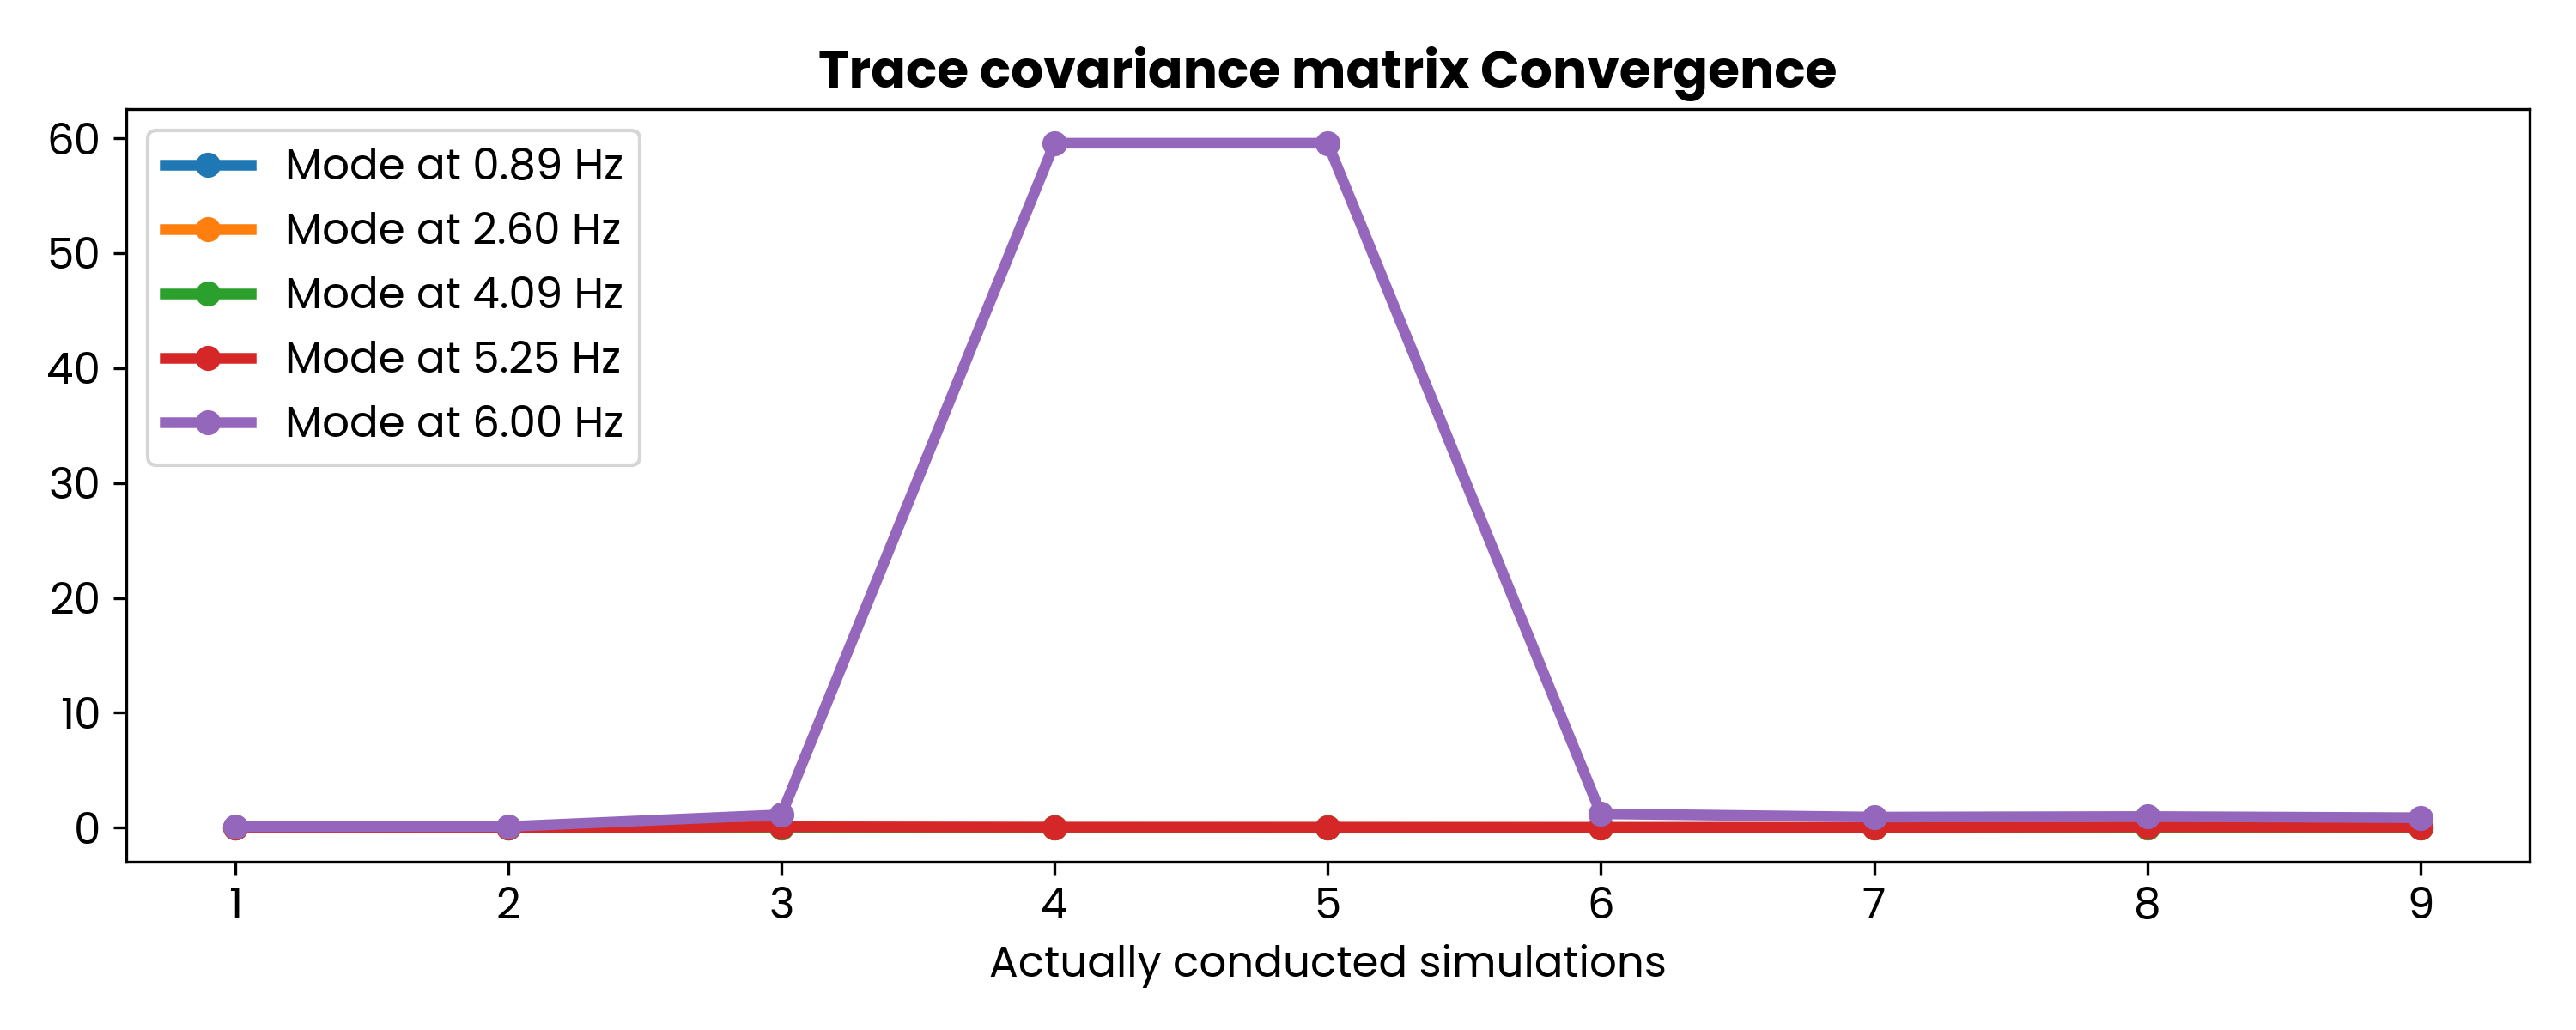 Trace covariance matrix Convergence
60
50
40
30
20
10
0
Mode at 0.89 Hz
Mode at 2.60 Hz
Mode at 4.09 Hz
Mode at 5.25 Hz
Mode at 6.00 Hz
1 2 3 4 5 6 7 8 9
Actually conducted simulations